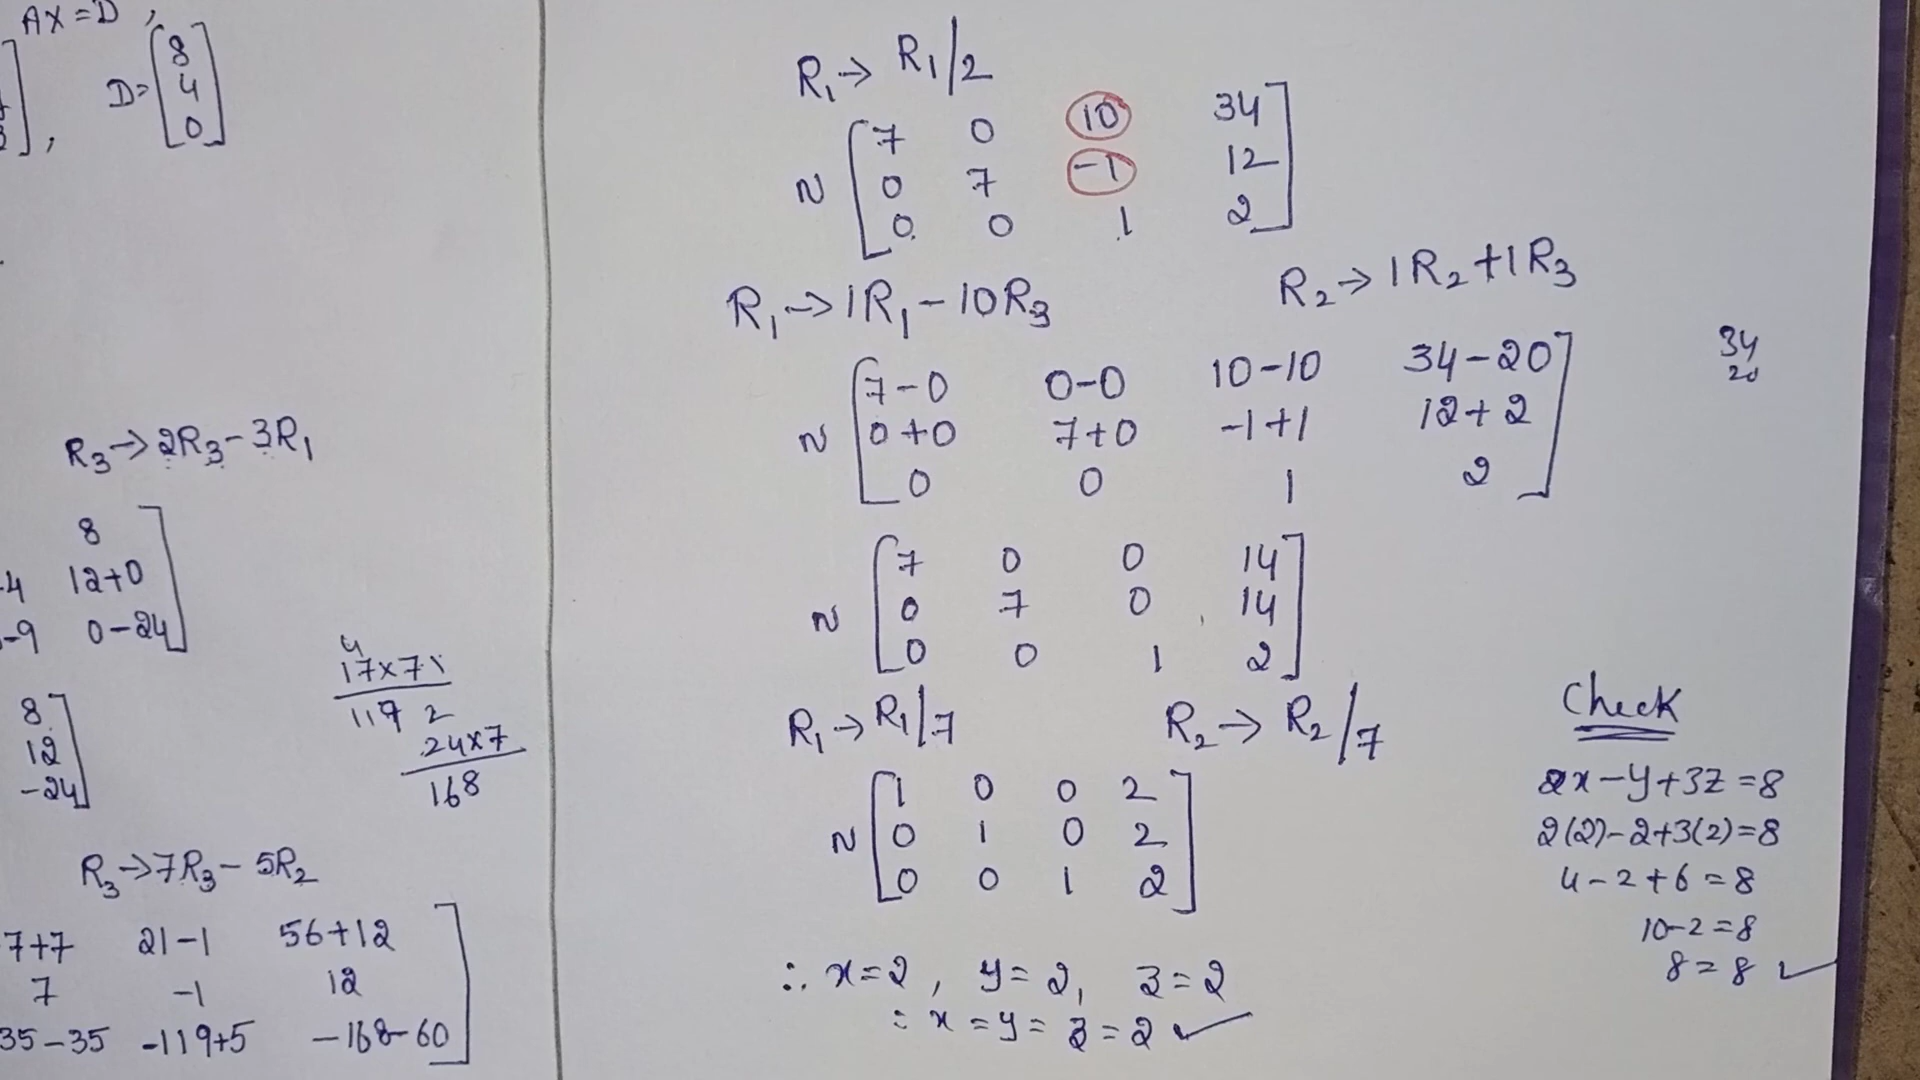 AX=D,
D=[8
4
0]
],
R₃→2R₃-3R₁
8
-4 12+0
-9 0-24]
8
12
-24]
4
17x7
119
2
24x7
168
R₃→7R₃-5R₂
7+7 21-1 56+12
7 -1 12
35-35 -119+5 -168-60]
R₁→R₁/2
~[7 0 10 34
0 7 -1 12
0 0 1 2]
R₁→1R₁-10R₃ R₂→1R₂+1R₃
~[7-0 0-0 10-10 34-20
0+0 7+0 -1+1 12+2
0 0 1 2]
34
20
~[7 0 0 14
0 7 0 14
0 0 1 2]
R₁→R₁/7 R₂→R₂/7
~[1 0 0 2
0 1 0 2
0 0 1 2]
∴ x=2, y=2, z=2
= x=y=z=2 ✓
Check
2x-y+3z=8
2(2)-2+3(2)=8
4-2+6=8
10-2=8
8=8 ✓